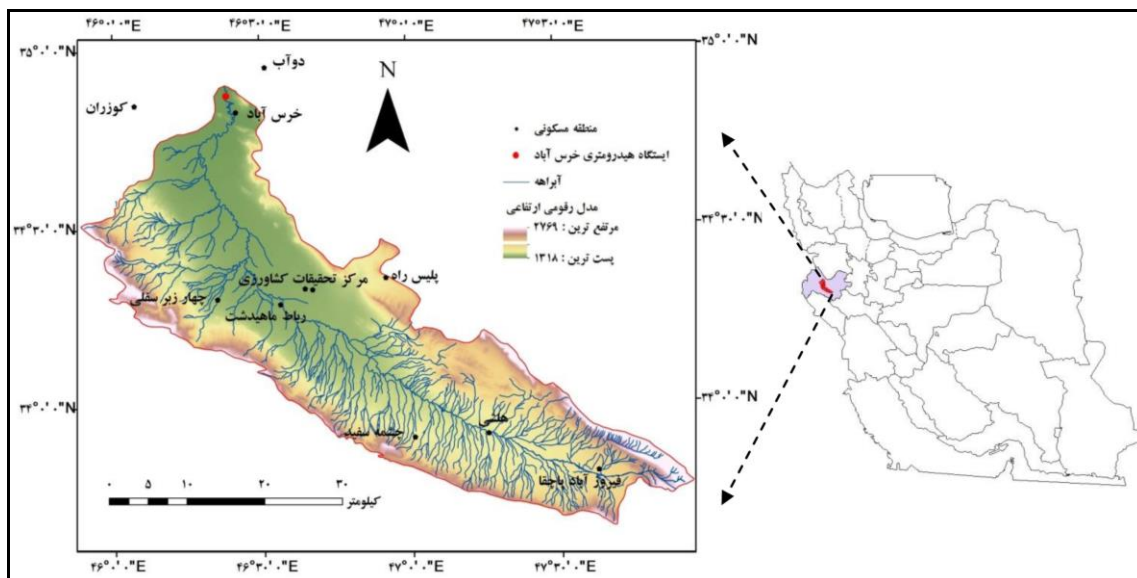 ۴۶°۰'۰"E
۴۶°۳۰'۰"E
۴۷°۰'۰"E
۴۷°۳۰'۰"E
۳۵°۰'۰"N
۳۵°۰'۰"N
دوآب
N
کوزران
خرس آباد
منطقه مسکونی
ایستگاه هیدرومتری خرس آباد
آبراهه
مدل رقومی ارتفاعی
مرتفع ترین : ۲۷۶۹
پست ترین : ۱۳۱۸
۳۴°۳۰'۰"N
۳۴°۳۰'۰"N
پلیس راه
مرکز تحقیقات کشاورزی
چهار زبر سفلی
رباط ماهیدشت
۳۴°۰'۰"N
۳۴°۰'۰"N
هلشی
چشمه سفید
فیروز آباد پاچقا
۰ ۵ ۱۰ ۲۰ ۳۰
کیلومتر
۴۶°۰'۰"E
۴۶°۳۰'۰"E
۴۷°۰'۰"E
۴۷°۳۰'۰"E